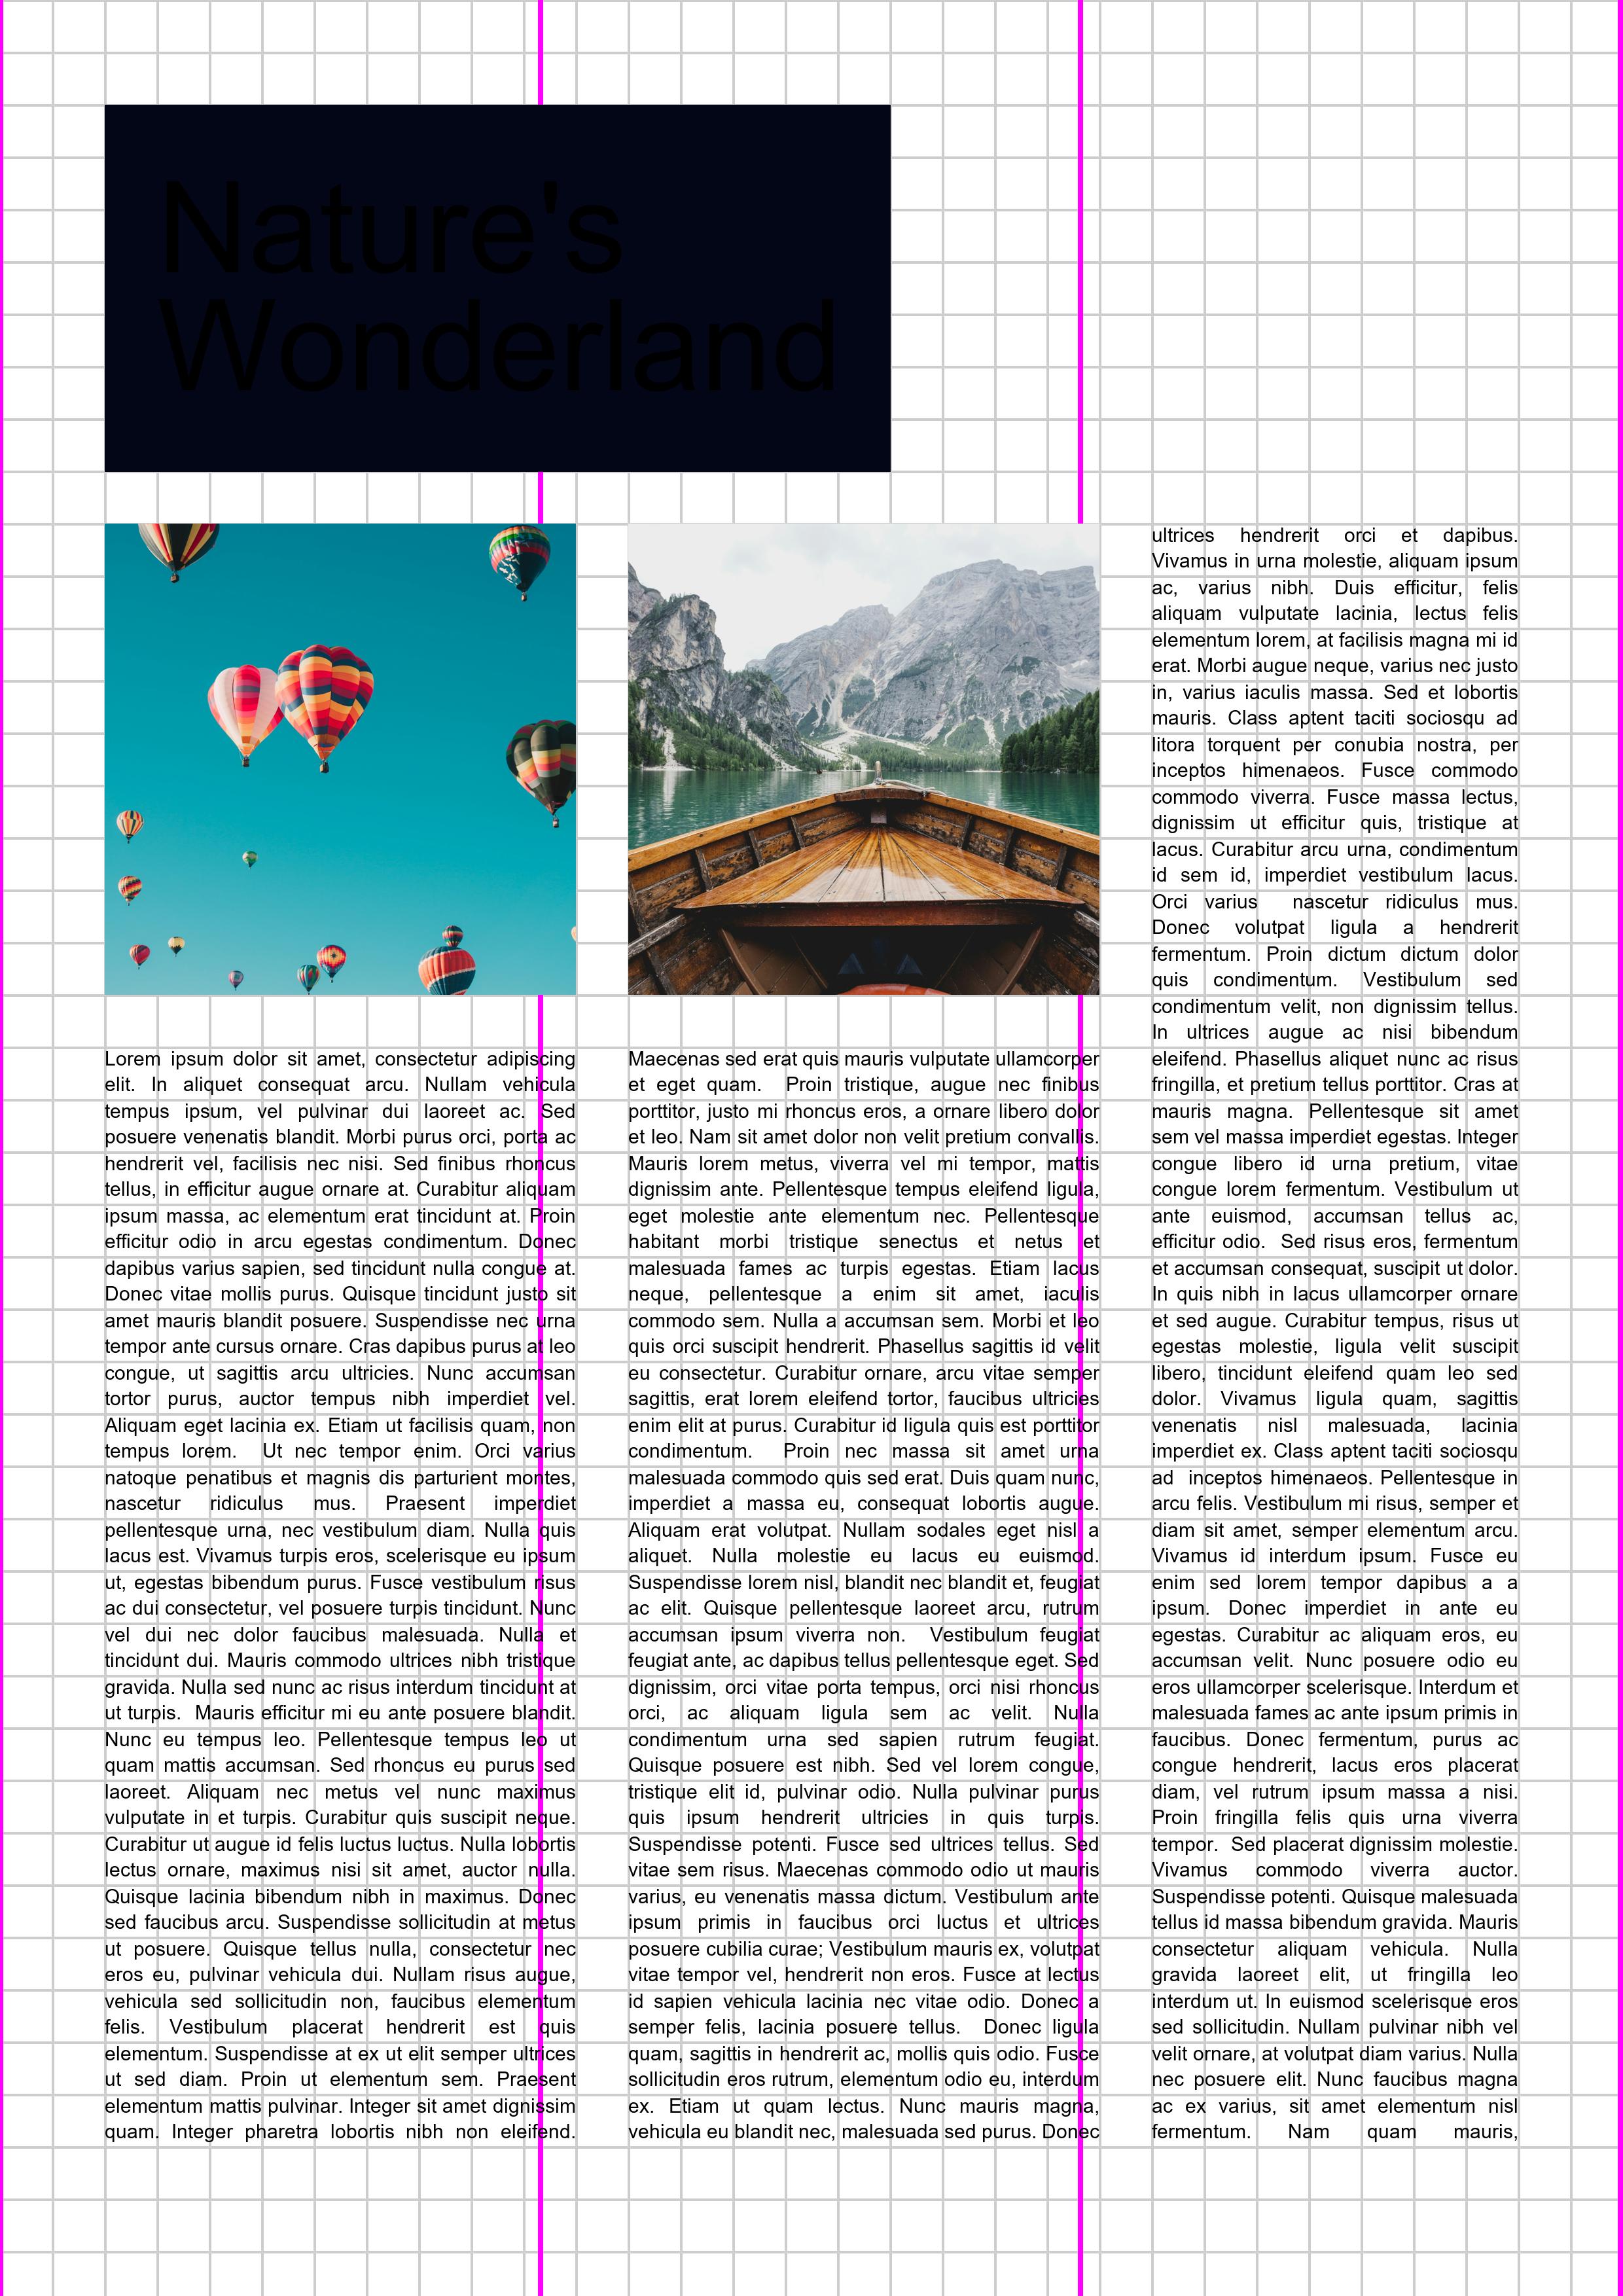 Nature's
Wonderland
Lorem ipsum dolor sit amet, consectetur adipiscing
elit. In aliquet consequat arcu. Nullam vehicula
tempus ipsum, vel pulvinar dui laoreet ac. Sed
posuere venenatis blandit. Morbi purus orci, porta ac
hendrerit vel, facilisis nec nisi. Sed finibus rhoncus
tellus, in efficitur augue ornare at. Curabitur aliquam
ipsum massa, ac elementum erat tincidunt at. Proin
efficitur odio in arcu egestas condimentum. Donec
dapibus varius sapien, sed tincidunt nulla congue at.
Donec vitae mollis purus. Quisque tincidunt justo sit
amet mauris blandit posuere. Suspendisse nec urna
tempor ante cursus ornare. Cras dapibus purus at leo
congue, ut sagittis arcu ultricies. Nunc accumsan
tortor purus, auctor tempus nibh imperdiet vel.
Aliquam eget lacinia ex. Etiam ut facilisis quam, non
tempus lorem. Ut nec tempor enim. Orci varius
natoque penatibus et magnis dis parturient montes,
nascetur ridiculus mus. Praesent imperdiet
pellentesque urna, nec vestibulum diam. Nulla quis
lacus est. Vivamus turpis eros, scelerisque eu ipsum
ut, egestas bibendum purus. Fusce vestibulum risus
ac dui consectetur, vel posuere turpis tincidunt. Nunc
vel dui nec dolor faucibus malesuada. Nulla et
tincidunt dui. Mauris commodo ultrices nibh tristique
gravida. Nulla sed nunc ac risus interdum tincidunt at
ut turpis. Mauris efficitur mi eu ante posuere blandit.
Nunc eu tempus leo. Pellentesque tempus leo ut
quam mattis accumsan. Sed rhoncus eu purus sed
laoreet. Aliquam nec metus vel nunc maximus
vulputate in et turpis. Curabitur quis suscipit neque.
Curabitur ut augue id felis luctus luctus. Nulla lobortis
lectus ornare, maximus nisi sit amet, auctor nulla.
Quisque lacinia bibendum nibh in maximus. Donec
sed faucibus arcu. Suspendisse sollicitudin at metus
ut posuere. Quisque tellus nulla, consectetur nec
eros eu, pulvinar vehicula dui. Nullam risus augue,
vehicula sed sollicitudin non, faucibus elementum
felis. Vestibulum placerat hendrerit est quis
elementum. Suspendisse at ex ut elit semper ultrices
ut sed diam. Proin ut elementum sem. Praesent
elementum mattis pulvinar. Integer sit amet dignissim
quam. Integer pharetra lobortis nibh non eleifend.
Maecenas sed erat quis mauris vulputate ullamcorper
et eget quam. Proin tristique, augue nec finibus
porttitor, justo mi rhoncus eros, a ornare libero dolor
et leo. Nam sit amet dolor non velit pretium convallis.
Mauris lorem metus, viverra vel mi tempor, mattis
dignissim ante. Pellentesque tempus eleifend ligula,
eget molestie ante elementum nec. Pellentesque
habitant morbi tristique senectus et netus et
malesuada fames ac turpis egestas. Etiam lacus
neque, pellentesque a enim sit amet, iaculis
commodo sem. Nulla a accumsan sem. Morbi et leo
quis orci suscipit hendrerit. Phasellus sagittis id velit
eu consectetur. Curabitur ornare, arcu vitae semper
sagittis, erat lorem eleifend tortor, faucibus ultricies
enim elit at purus. Curabitur id ligula quis est porttitor
condimentum. Proin nec massa sit amet urna
malesuada commodo quis sed erat. Duis quam nunc,
imperdiet a massa eu, consequat lobortis augue.
Aliquam erat volutpat. Nullam sodales eget nisl a
aliquet. Nulla molestie eu lacus eu euismod.
Suspendisse lorem nisl, blandit nec blandit et, feugiat
ac elit. Quisque pellentesque laoreet arcu, rutrum
accumsan ipsum viverra non. Vestibulum feugiat
feugiat ante, ac dapibus tellus pellentesque eget. Sed
dignissim, orci vitae porta tempus, orci nisi rhoncus
orci, ac aliquam ligula sem ac velit. Nulla
condimentum urna sed sapien rutrum feugiat.
Quisque posuere est nibh. Sed vel lorem congue,
tristique elit id, pulvinar odio. Nulla pulvinar purus
quis ipsum hendrerit ultricies in quis turpis.
Suspendisse potenti. Fusce sed ultrices tellus. Sed
vitae sem risus. Maecenas commodo odio ut mauris
varius, eu venenatis massa dictum. Vestibulum ante
ipsum primis in faucibus orci luctus et ultrices
posuere cubilia curae; Vestibulum mauris ex, volutpat
vitae tempor vel, hendrerit non eros. Fusce at lectus
id sapien vehicula lacinia nec vitae odio. Donec a
semper felis, lacinia posuere tellus. Donec ligula
quam, sagittis in hendrerit ac, mollis quis odio. Fusce
sollicitudin eros rutrum, elementum odio eu, interdum
ex. Etiam ut quam lectus. Nunc mauris magna,
vehicula eu blandit nec, malesuada sed purus. Donec
ultrices hendrerit orci et dapibus.
Vivamus in urna molestie, aliquam ipsum
ac, varius nibh. Duis efficitur, felis
aliquam vulputate lacinia, lectus felis
elementum lorem, at facilisis magna mi id
erat. Morbi augue neque, varius nec justo
in, varius iaculis massa. Sed et lobortis
mauris. Class aptent taciti sociosqu ad
litora torquent per conubia nostra, per
inceptos himenaeos. Fusce commodo
commodo viverra. Fusce massa lectus,
dignissim ut efficitur quis, tristique at
lacus. Curabitur arcu urna, condimentum
id sem id, imperdiet vestibulum lacus.
Orci varius nascetur ridiculus mus.
Donec volutpat ligula a hendrerit
fermentum. Proin dictum dictum dolor
quis condimentum. Vestibulum sed
condimentum velit, non dignissim tellus.
In ultrices augue ac nisi bibendum
eleifend. Phasellus aliquet nunc ac risus
fringilla, et pretium tellus porttitor. Cras at
mauris magna. Pellentesque sit amet
sem vel massa imperdiet egestas. Integer
congue libero id urna pretium, vitae
congue lorem fermentum. Vestibulum ut
ante euismod, accumsan tellus ac,
efficitur odio. Sed risus eros, fermentum
et accumsan consequat, suscipit ut dolor.
In quis nibh in lacus ullamcorper ornare
et sed augue. Curabitur tempus, risus ut
egestas molestie, ligula velit suscipit
libero, tincidunt eleifend quam leo sed
dolor. Vivamus ligula quam, sagittis
venenatis nisl malesuada, lacinia
imperdiet ex. Class aptent taciti sociosqu
ad inceptos himenaeos. Pellentesque in
arcu felis. Vestibulum mi risus, semper et
diam sit amet, semper elementum arcu.
Vivamus id interdum ipsum. Fusce eu
enim sed lorem tempor dapibus a a
ipsum. Donec imperdiet in ante eu
egestas. Curabitur ac aliquam eros, eu
accumsan velit. Nunc posuere odio eu
eros ullamcorper scelerisque. Interdum et
malesuada fames ac ante ipsum primis in
faucibus. Donec fermentum, purus ac
congue hendrerit, lacus eros placerat
diam, vel rutrum ipsum massa a nisi.
Proin fringilla felis quis urna viverra
tempor. Sed placerat dignissim molestie.
Vivamus commodo viverra auctor.
Suspendisse potenti. Quisque malesuada
tellus id massa bibendum gravida. Mauris
consectetur aliquam vehicula. Nulla
gravida laoreet elit, ut fringilla leo
interdum ut. In euismod scelerisque eros
sed sollicitudin. Nullam pulvinar nibh vel
velit ornare, at volutpat diam varius. Nulla
nec posuere elit. Nunc faucibus magna
ac ex varius, sit amet elementum nisl
fermentum. Nam quam mauris,